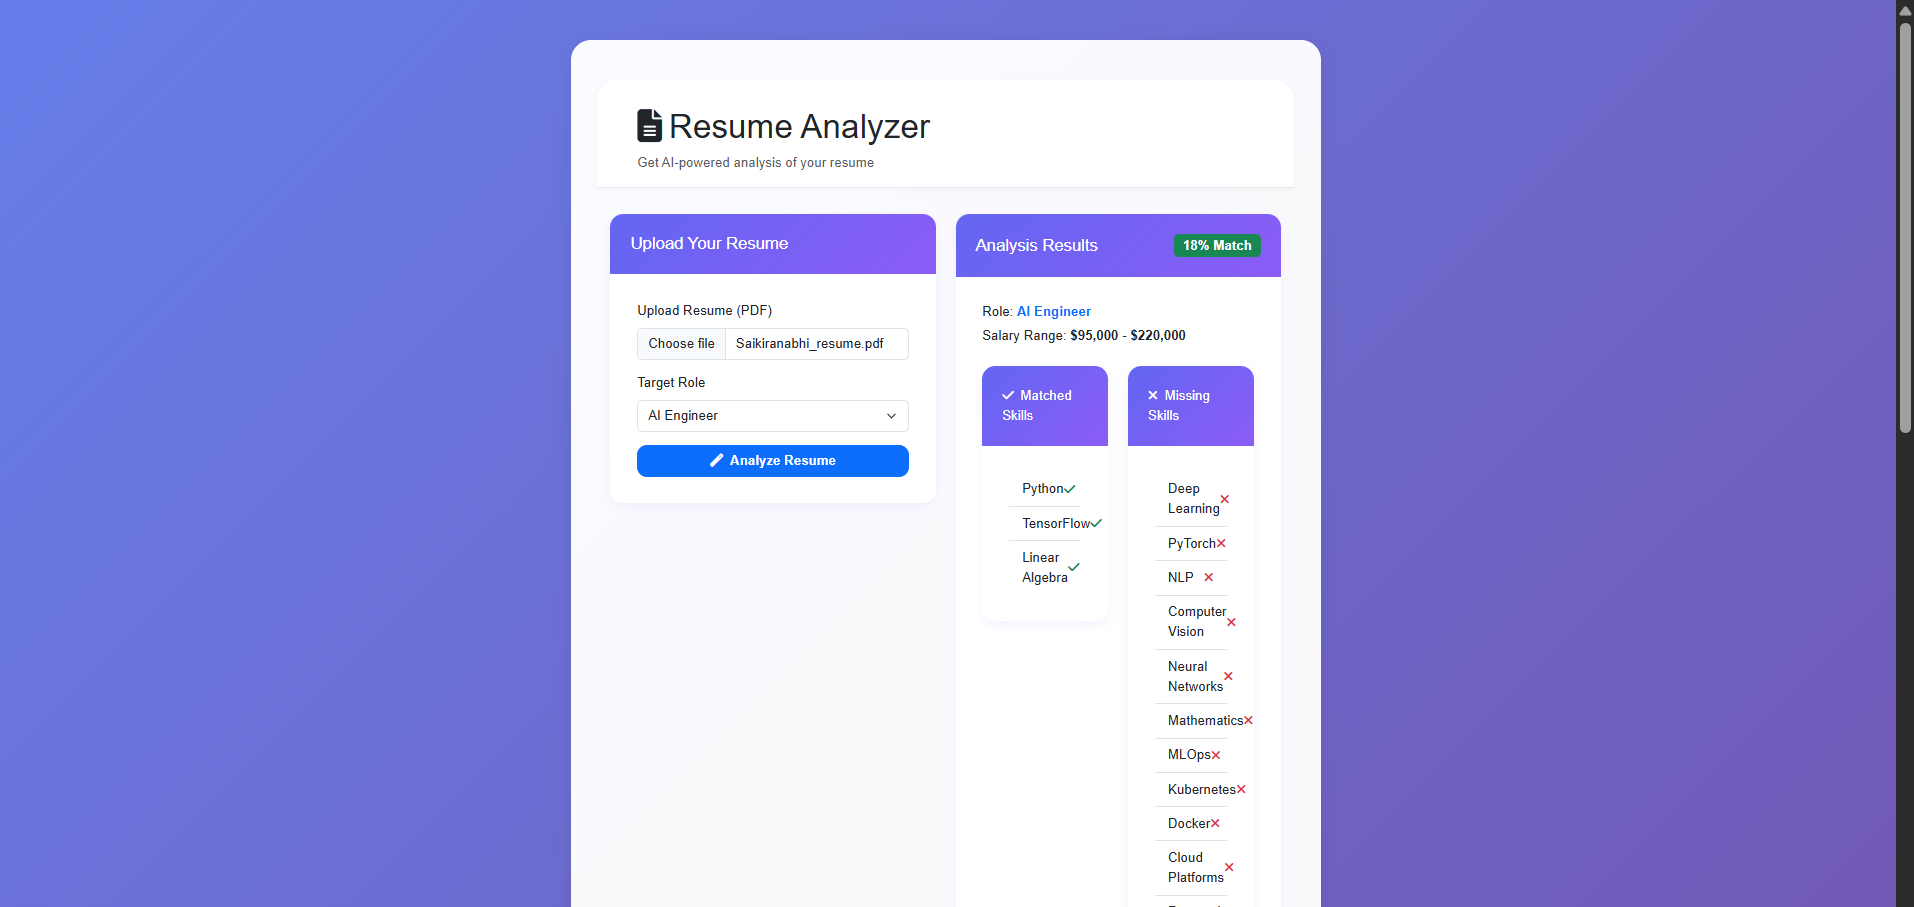 Resume Analyzer
Get AI-powered analysis of your resume
Upload Your Resume
Upload Resume (PDF)
Choose file Saikiranabhi_resume.pdf
Target Role
AI Engineer
Analyze Resume
Analysis Results 18% Match
Role: AI Engineer
Salary Range: $95,000 - $220,000
Matched
Skills
Python
TensorFlow
Linear
Algebra
Missing
Skills
Deep
Learning
PyTorch
NLP
Computer
Vision
Neural
Networks
Mathematics
MLOps
Kubernetes
Docker
Cloud
Platforms